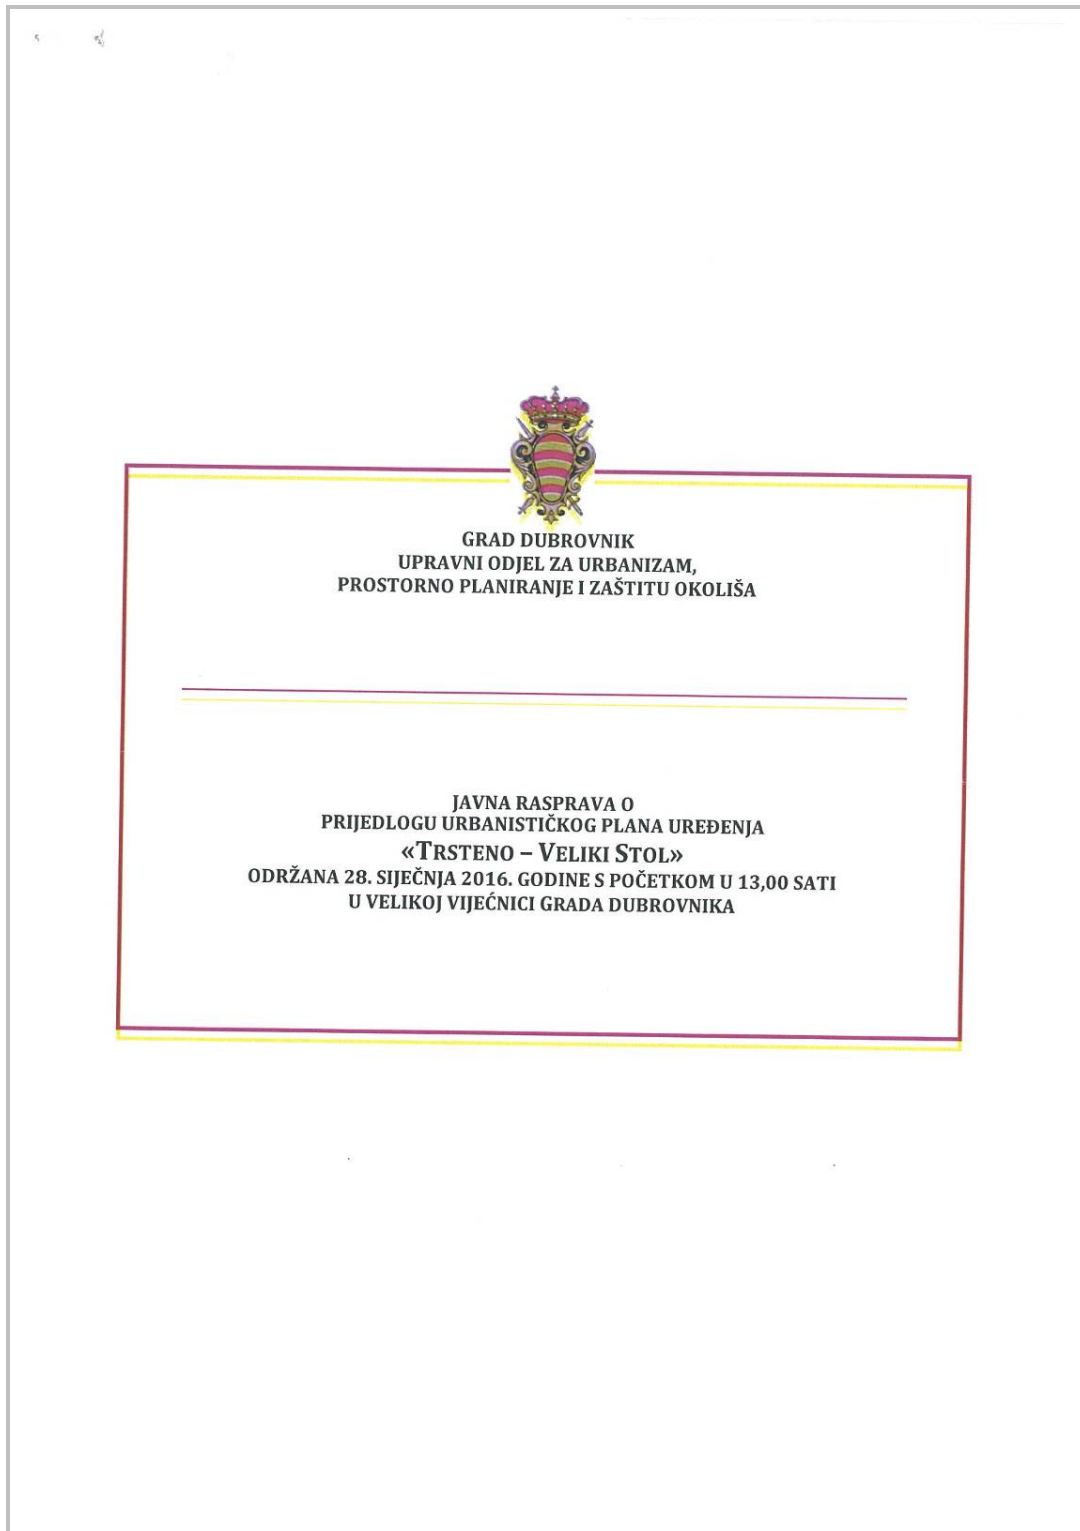 GRAD DUBROVNIK
UPRAVNI ODJEL ZA URBANIZAM,
PROSTORNO PLANIRANJE I ZAŠTITU OKOLIŠA
JAVNA RASPRAVA O
PRIJEDLOGU URBANISTIČKOG PLANA UREĐENJA
«TRSTENO – VELIKI STOL»
ODRŽANA 28. SIJEČNJA 2016. GODINE S POČETKOM U 13,00 SATI
U VELIKOJ VIJEĆNICI GRADA DUBROVNIKA